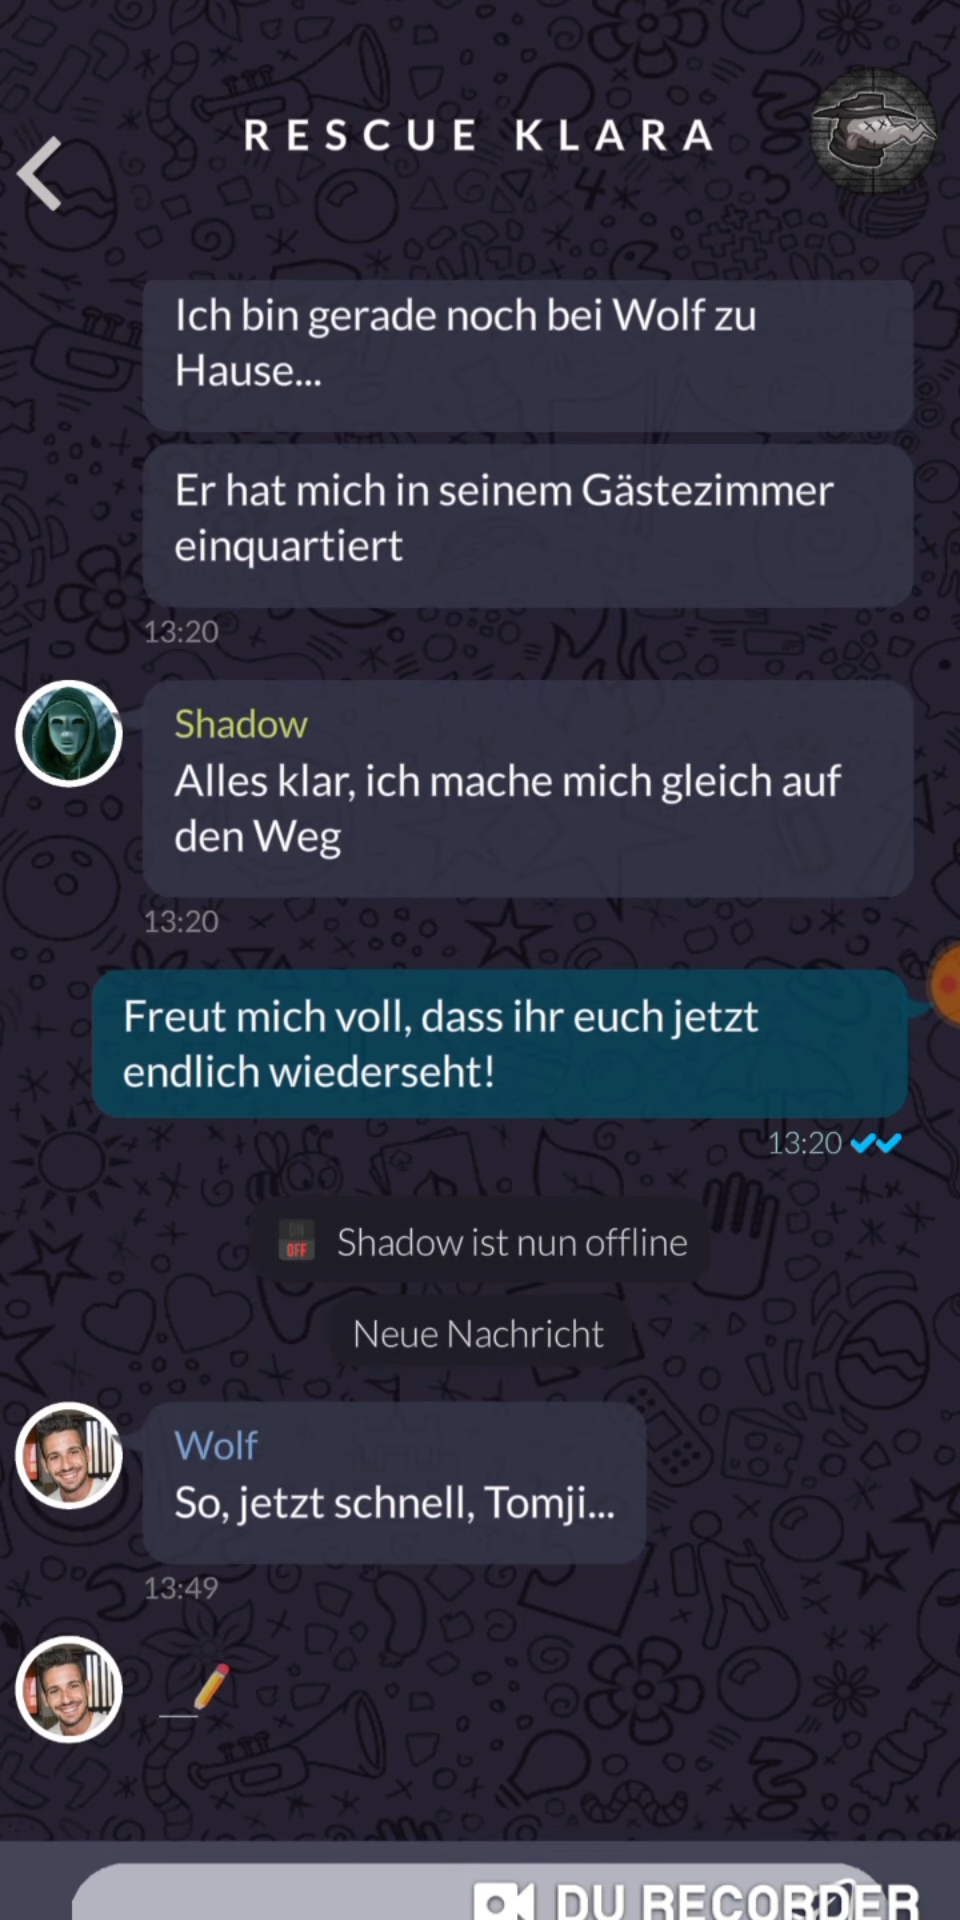 RESCUE KLARA
Ich bin gerade noch bei Wolf zu
Hause...
Er hat mich in seinem Gästezimmer
einquartiert
13:20
Shadow
Alles klar, ich mache mich gleich auf
den Weg
13:20
Freut mich voll, dass ihr euch jetzt
endlich wiederseht!
13:20
ON
OFF
Shadow ist nun offline
Neue Nachricht
Wolf
So, jetzt schnell, Tomji...
13:49
DU RECORDER